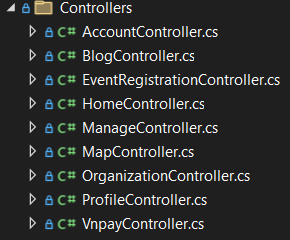 Controllers
C# AccountController.cs
C# BlogController.cs
C# EventRegistrationController.cs
C# HomeController.cs
C# ManageController.cs
C# MapController.cs
C# OrganizationController.cs
C# ProfileController.cs
C# VnpayController.cs